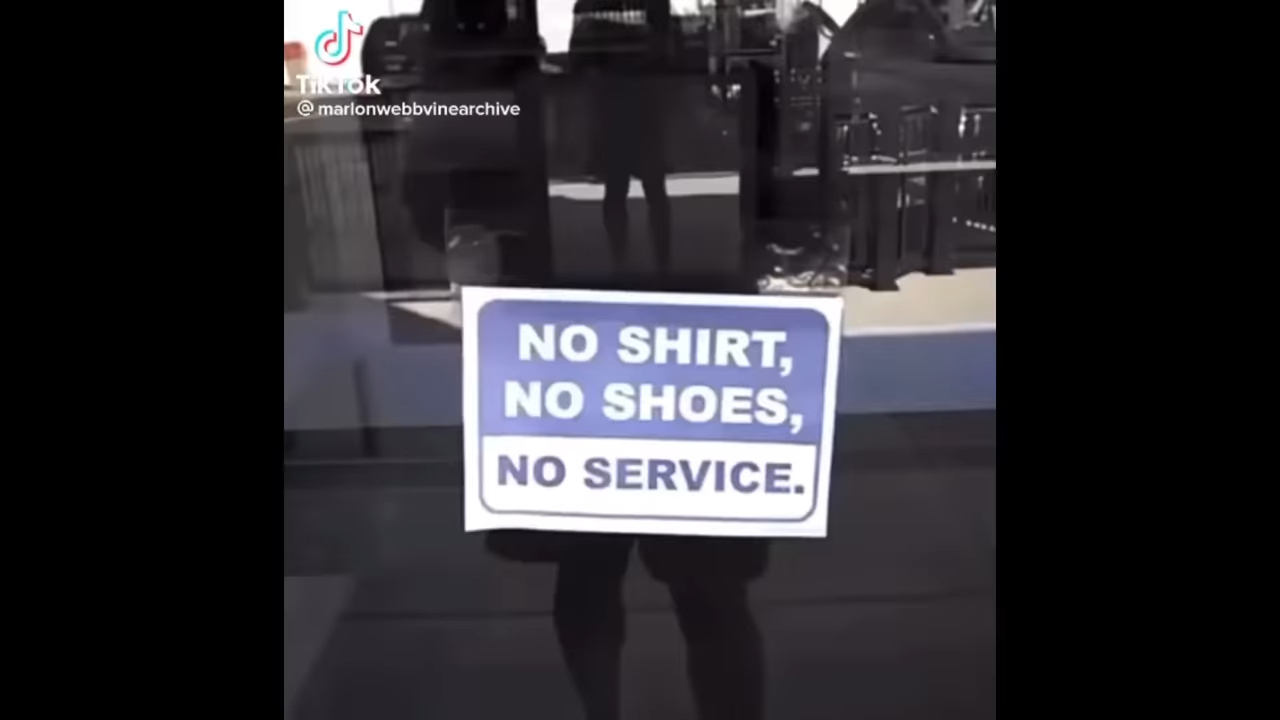 TikTok
@marlonwebbvinearchive
NO SHIRT,
NO SHOES,
NO SERVICE.